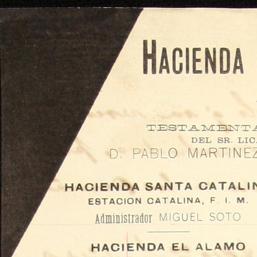 HACIENDA
TESTAMENTA
DEL SR. LIC.
D. PABLO MARTINEZ
HACIENDA SANTA CATALIN
ESTACION CATALINA, F. I. M.
Administrador MIGUEL SOTO
HACIENDA EL ALAMO